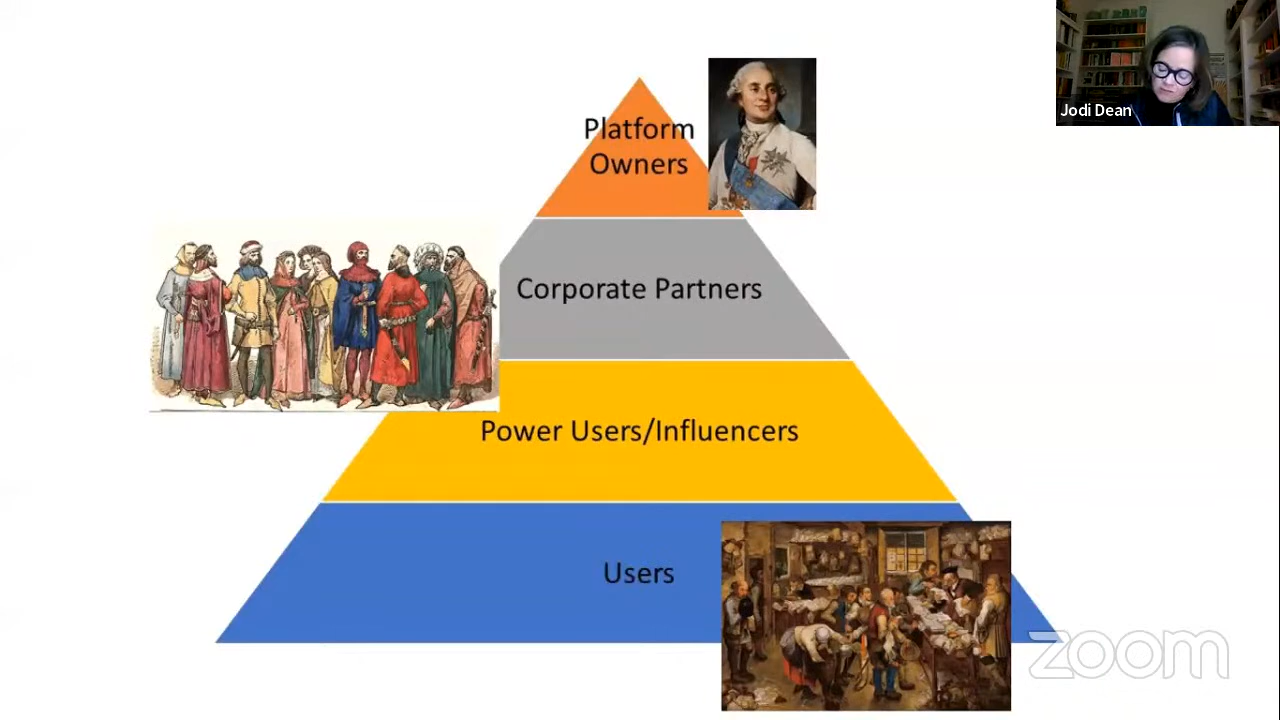 Jodi Dean
Platform
Owners
Corporate Partners
Power Users/Influencers
Users
zoom